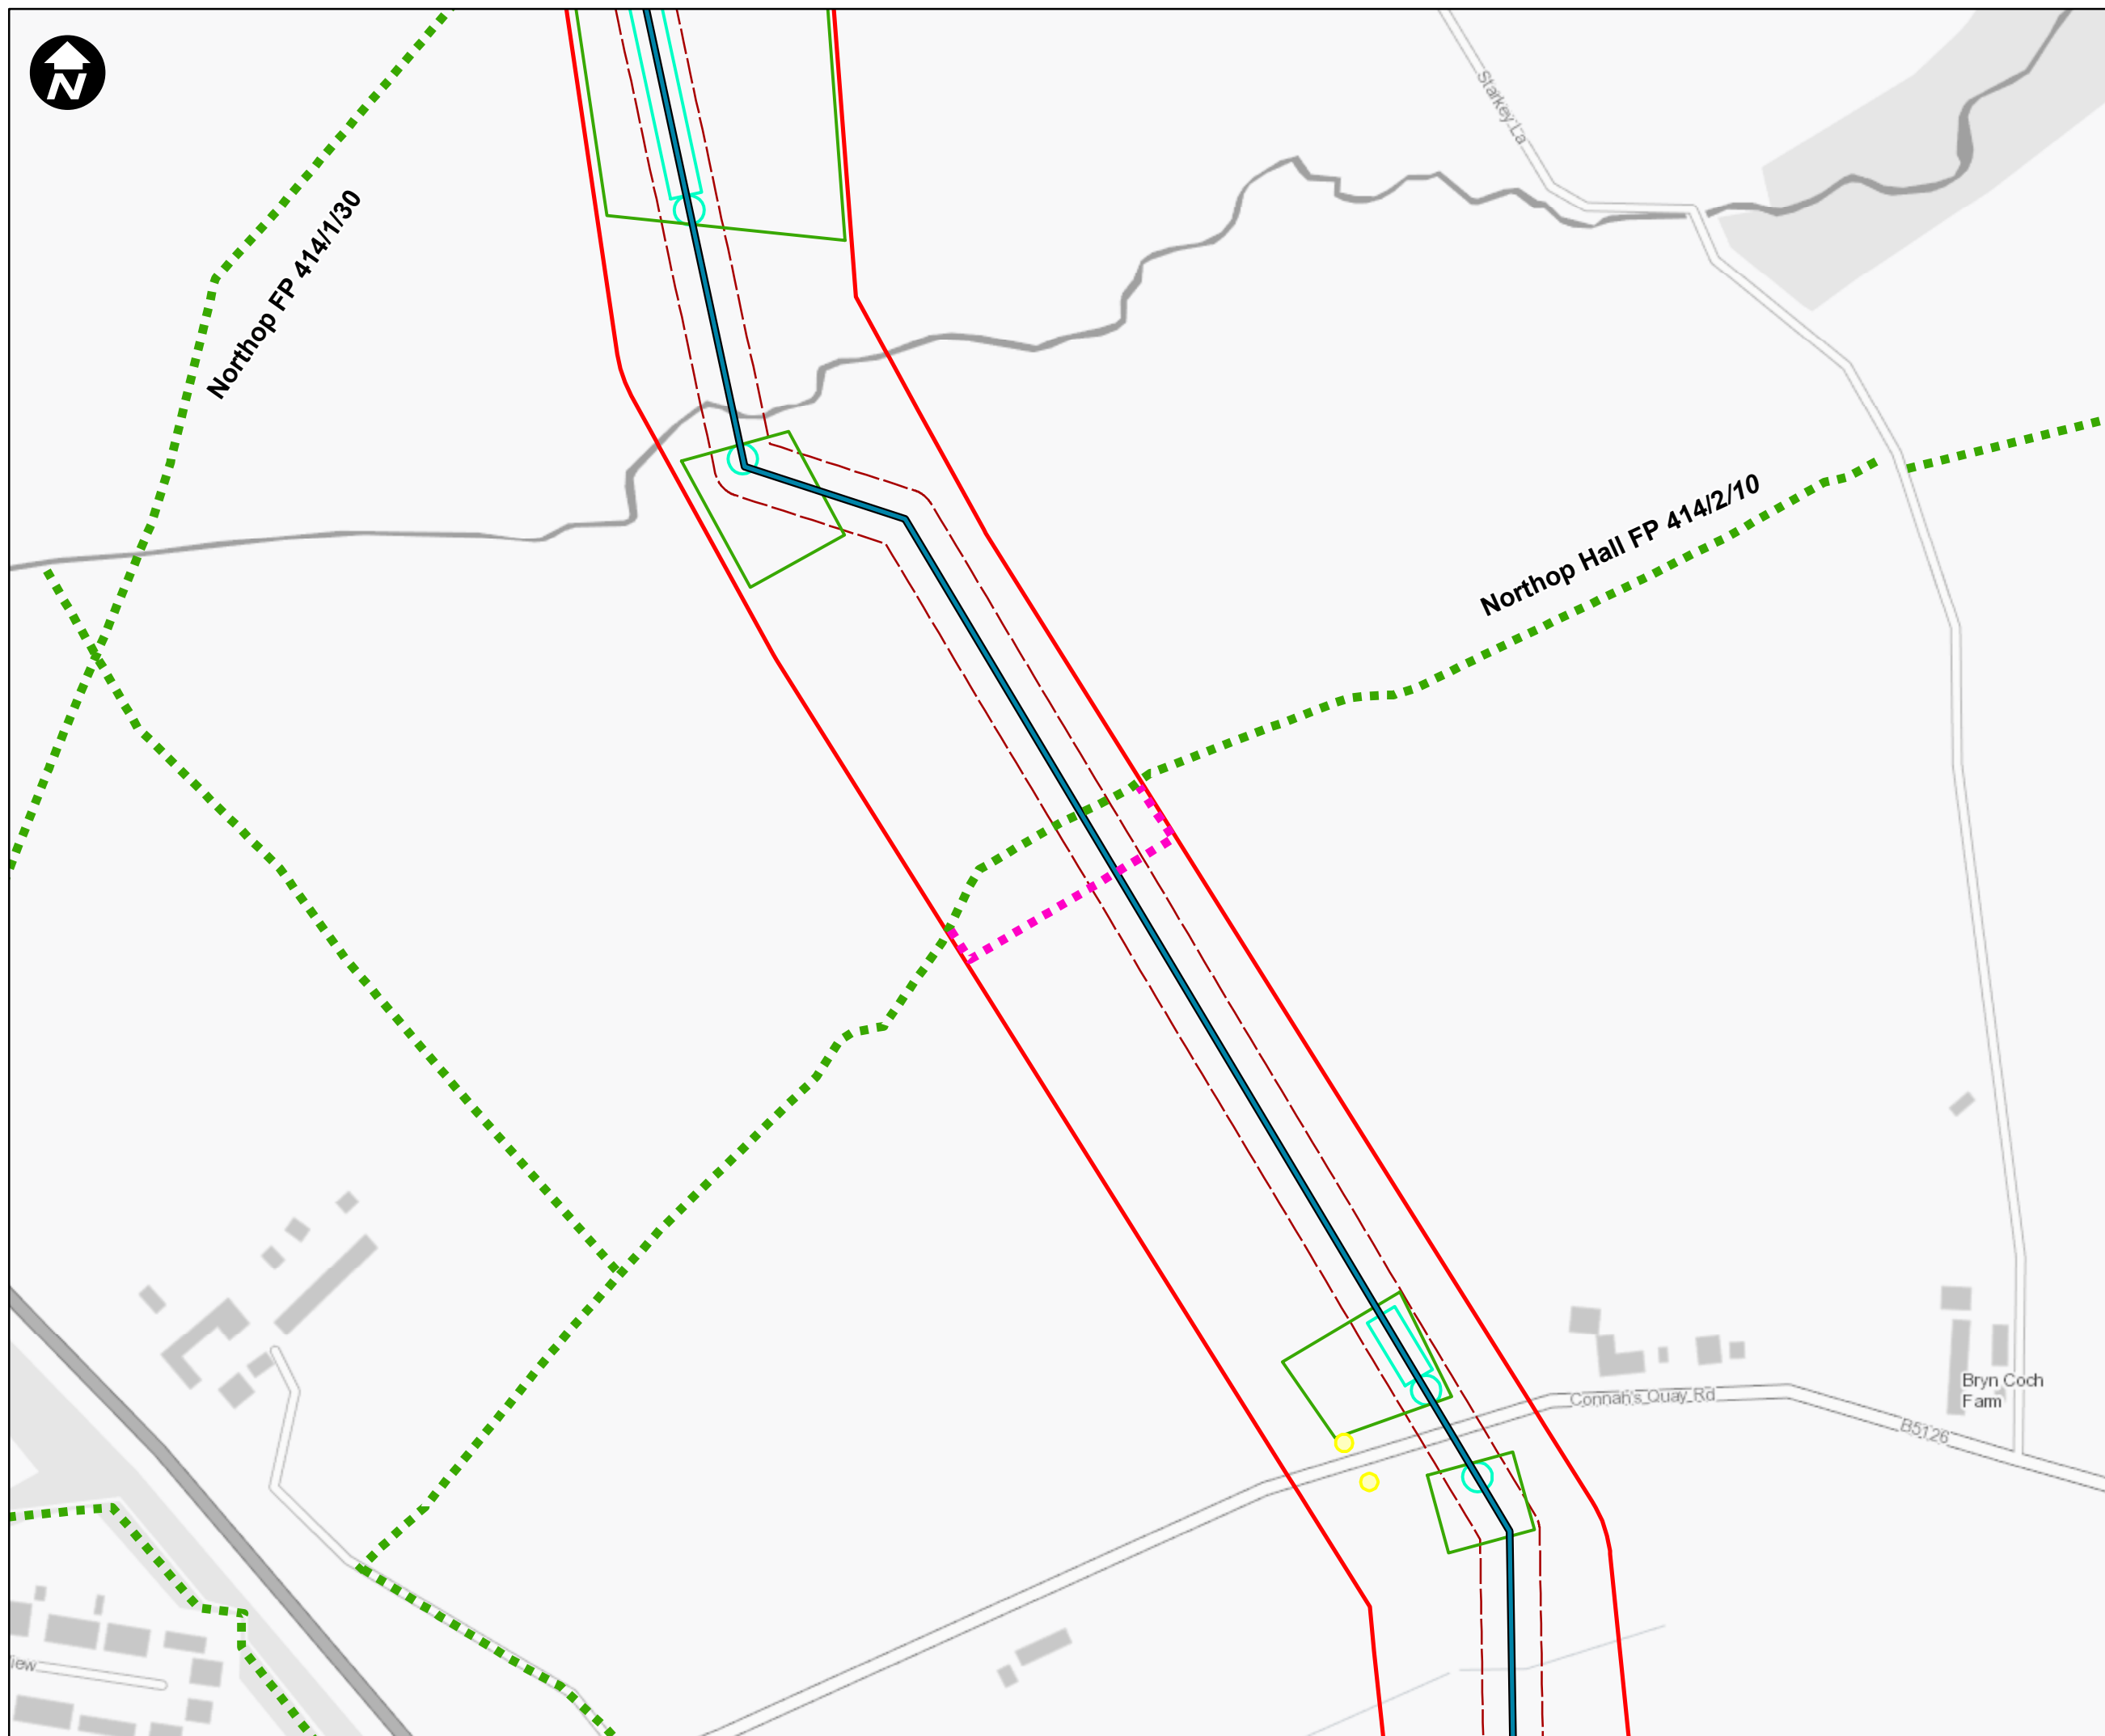 N
Starkey La
Northop FP 414/1/30
Northop Hall FP 414/2/10
Connah's Quay Rd
Bryn Coch
Farm
B5126
iew